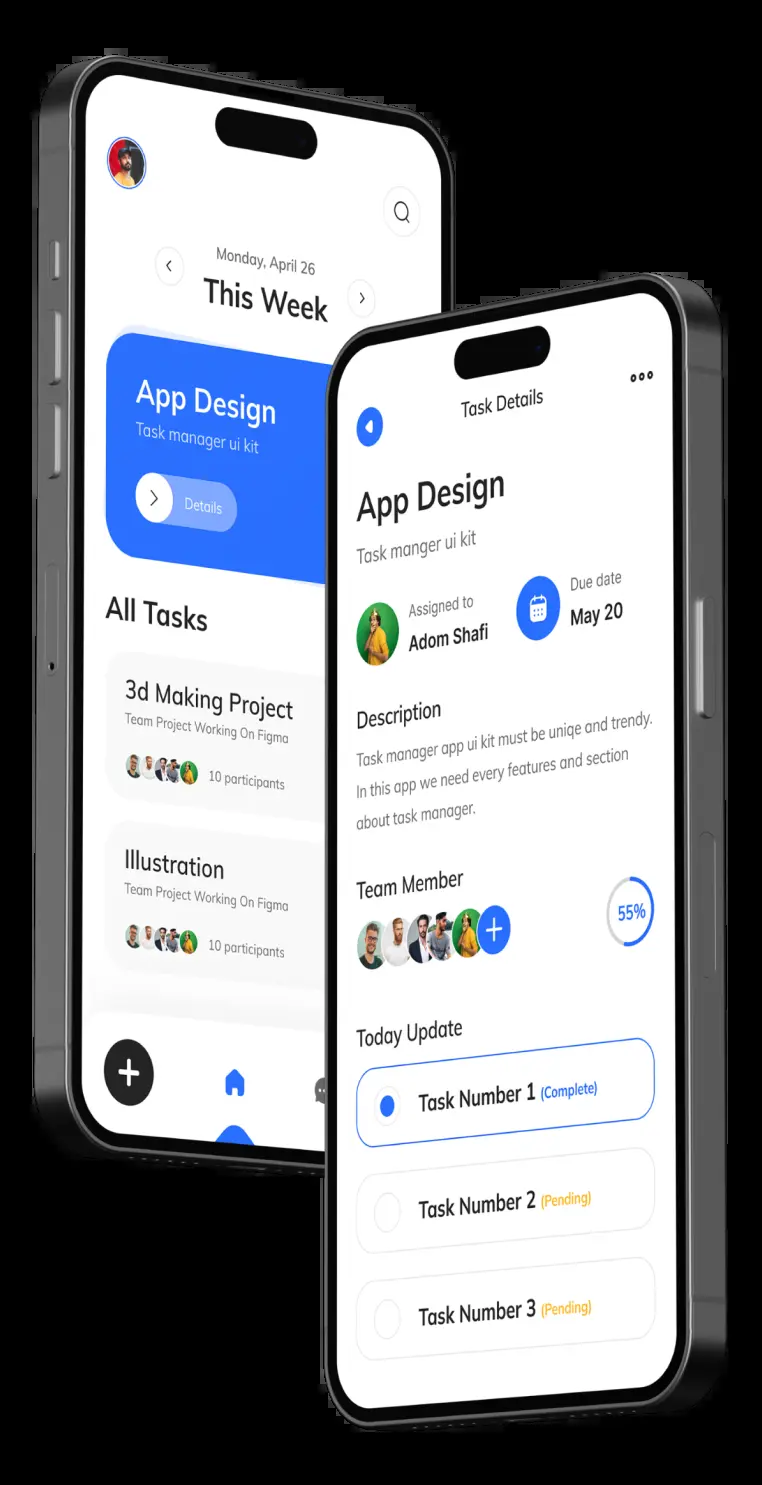 Monday, April 26
This Week
App Design
Task manager ui kit
Details
All Tasks
3d Making Project
Team Project Working On Figma
10 participants
Illustration
Team Project Working On Figma
10 participants
Task Details
App Design
Task manger ui kit
Assigned to
Adom Shafi
Due date
May 20
Description
Task manager app ui kit must be uniqe and trendy.
In this app we need every features and section
about task manager.
Team Member
55%
Today Update
Task Number 1 (Complete)
Task Number 2 (Pending)
Task Number 3 (Pending)